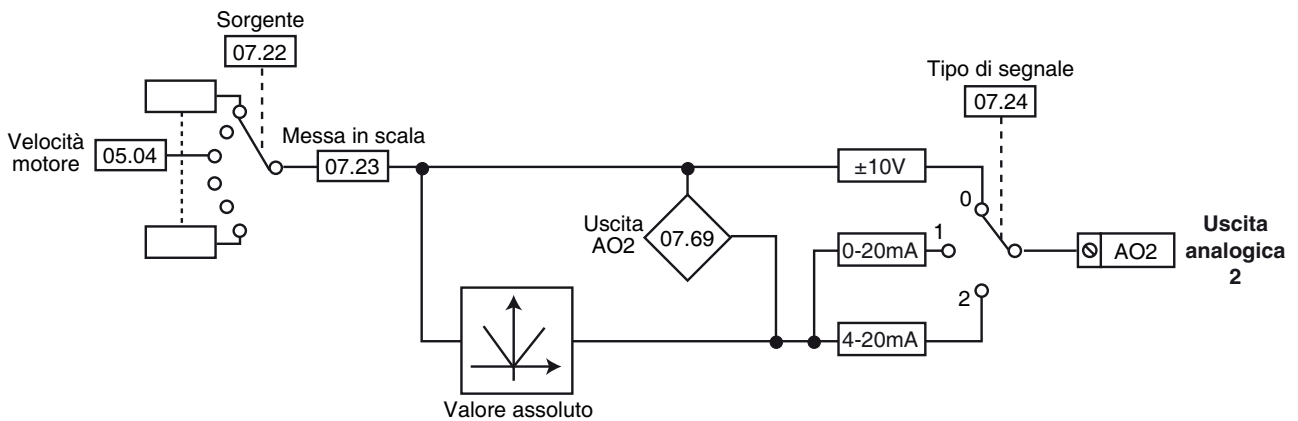 Sorgente
07.22
Velocità
motore
05.04
Messa in scala
07.23
Uscita
AO2
07.69
Valore assoluto
±10V
0-20mA
4-20mA
Tipo di segnale
07.24
0
1
2
AO2
Uscita
analogica
2